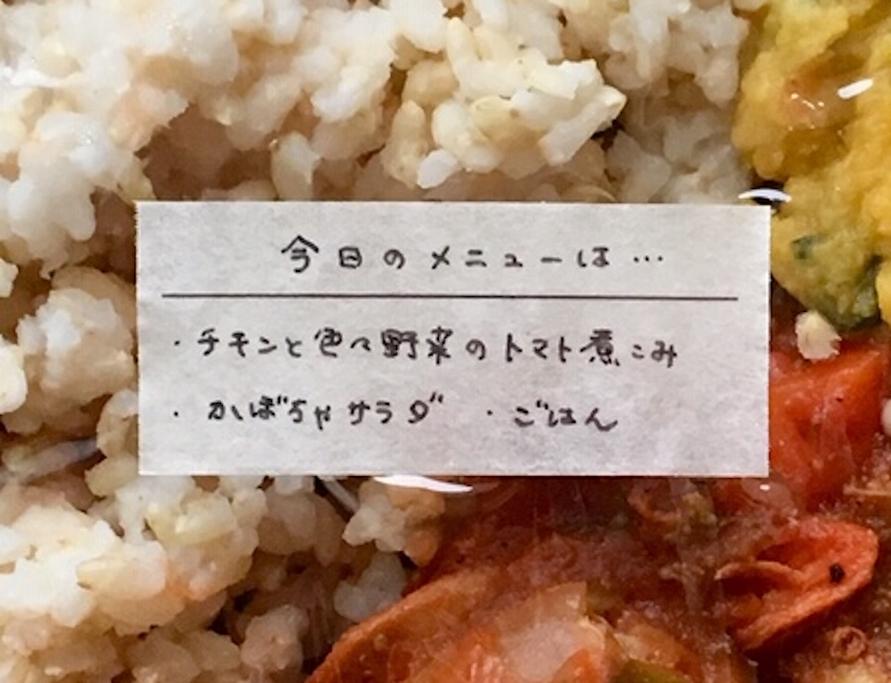 今日のメニューは…
・チキンと色々野菜のトマト煮こみ
・かぼちゃサラダ ・ごはん